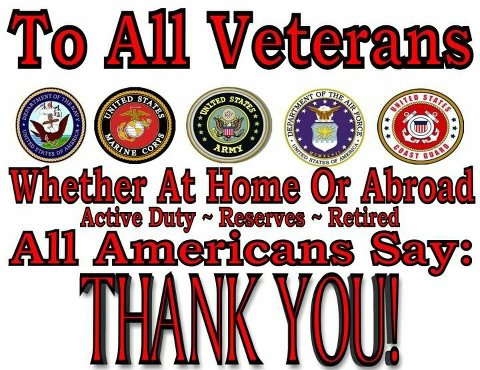 To All Veterans
DEPARTMENT OF THE NAVY
UNITED STATES OF AMERICA
UNITED STATES
MARINE CORPS
UNITED STATES
ARMY
DEPARTMENT OF THE AIR FORCE
UNITED STATES OF AMERICA
UNITED STATES
COAST GUARD
Whether At Home Or Abroad
Active Duty ~ Reserves ~ Retired
All Americans Say:
THANK YOU!